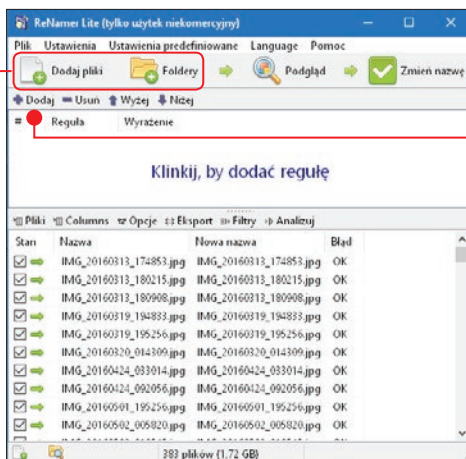 ReNamer Lite (tylko użytek niekomercyjny)
Plik Ustawienia Ustawienia predefiniowane Language Pomoc
Dodaj pliki Foldery Podgląd Zmień nazwę
Dodaj Usuń Wyżej Niżej
# Reguła Wyrażenie
Klinkij, by dodać regułę
Pliki Columns Opcje Eksport Filtry Analizuj
Stan Nazwa Nowa nazwa Błąd
IMG_20160313_174853.jpg IMG_20160313_174853.jpg OK
IMG_20160313_180215.jpg IMG_20160313_180215.jpg OK
IMG_20160313_180908.jpg IMG_20160313_180908.jpg OK
IMG_20160319_194833.jpg IMG_20160319_194833.jpg OK
IMG_20160319_195256.jpg IMG_20160319_195256.jpg OK
IMG_20160320_014309.jpg IMG_20160320_014309.jpg OK
IMG_20160424_033014.jpg IMG_20160424_033014.jpg OK
IMG_20160424_092056.jpg IMG_20160424_092056.jpg OK
IMG_20160501_195256.jpg IMG_20160501_195256.jpg OK
IMG_20160502_005820.jpg IMG_20160502_005820.jpg OK
383 plików (1,72 GB)